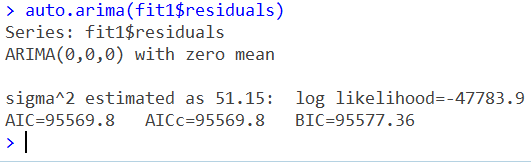 > auto.arima(fit1$residuals)
Series: fit1$residuals
ARIMA(0,0,0) with zero mean
sigma^2 estimated as 51.15:  log likelihood=-47783.9
AIC=95569.8   AICc=95569.8   BIC=95577.36
>